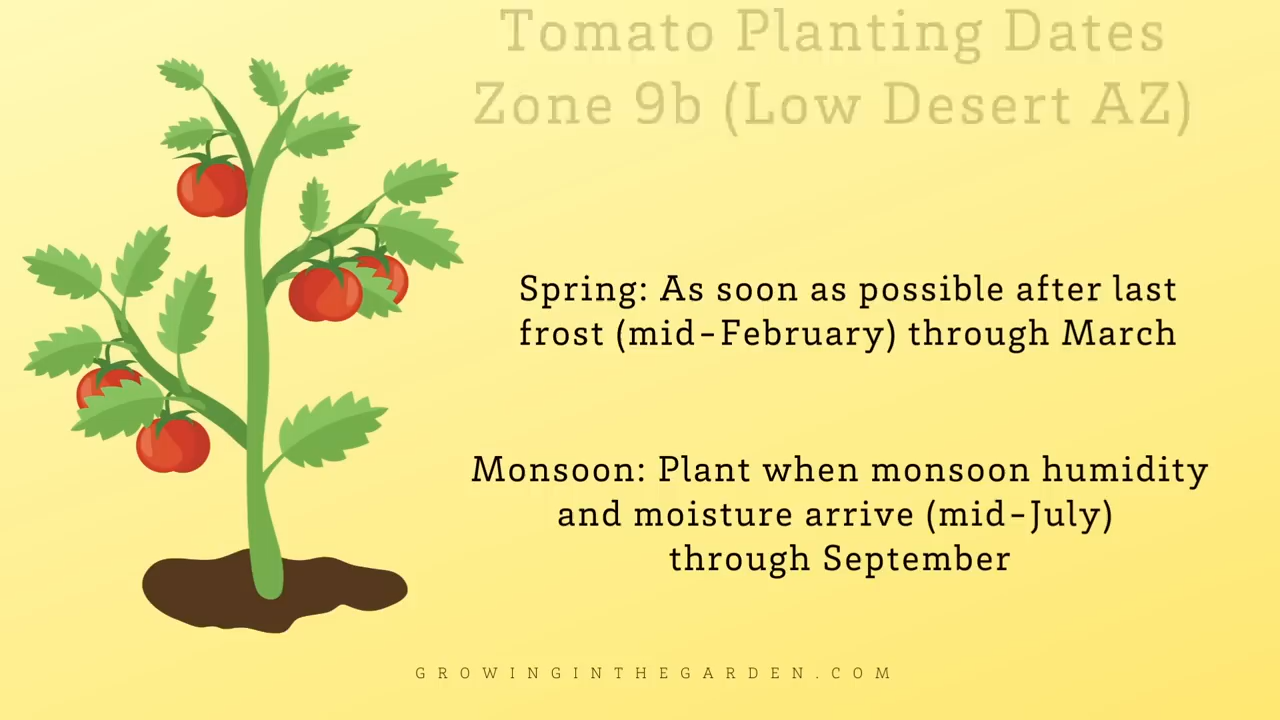 Tomato Planting Dates
Zone 9b (Low Desert AZ)
Spring: As soon as possible after last
frost (mid-February) through March
Monsoon: Plant when monsoon humidity
and moisture arrive (mid-July)
through September
GROWINGINTHEGARDEN.COM